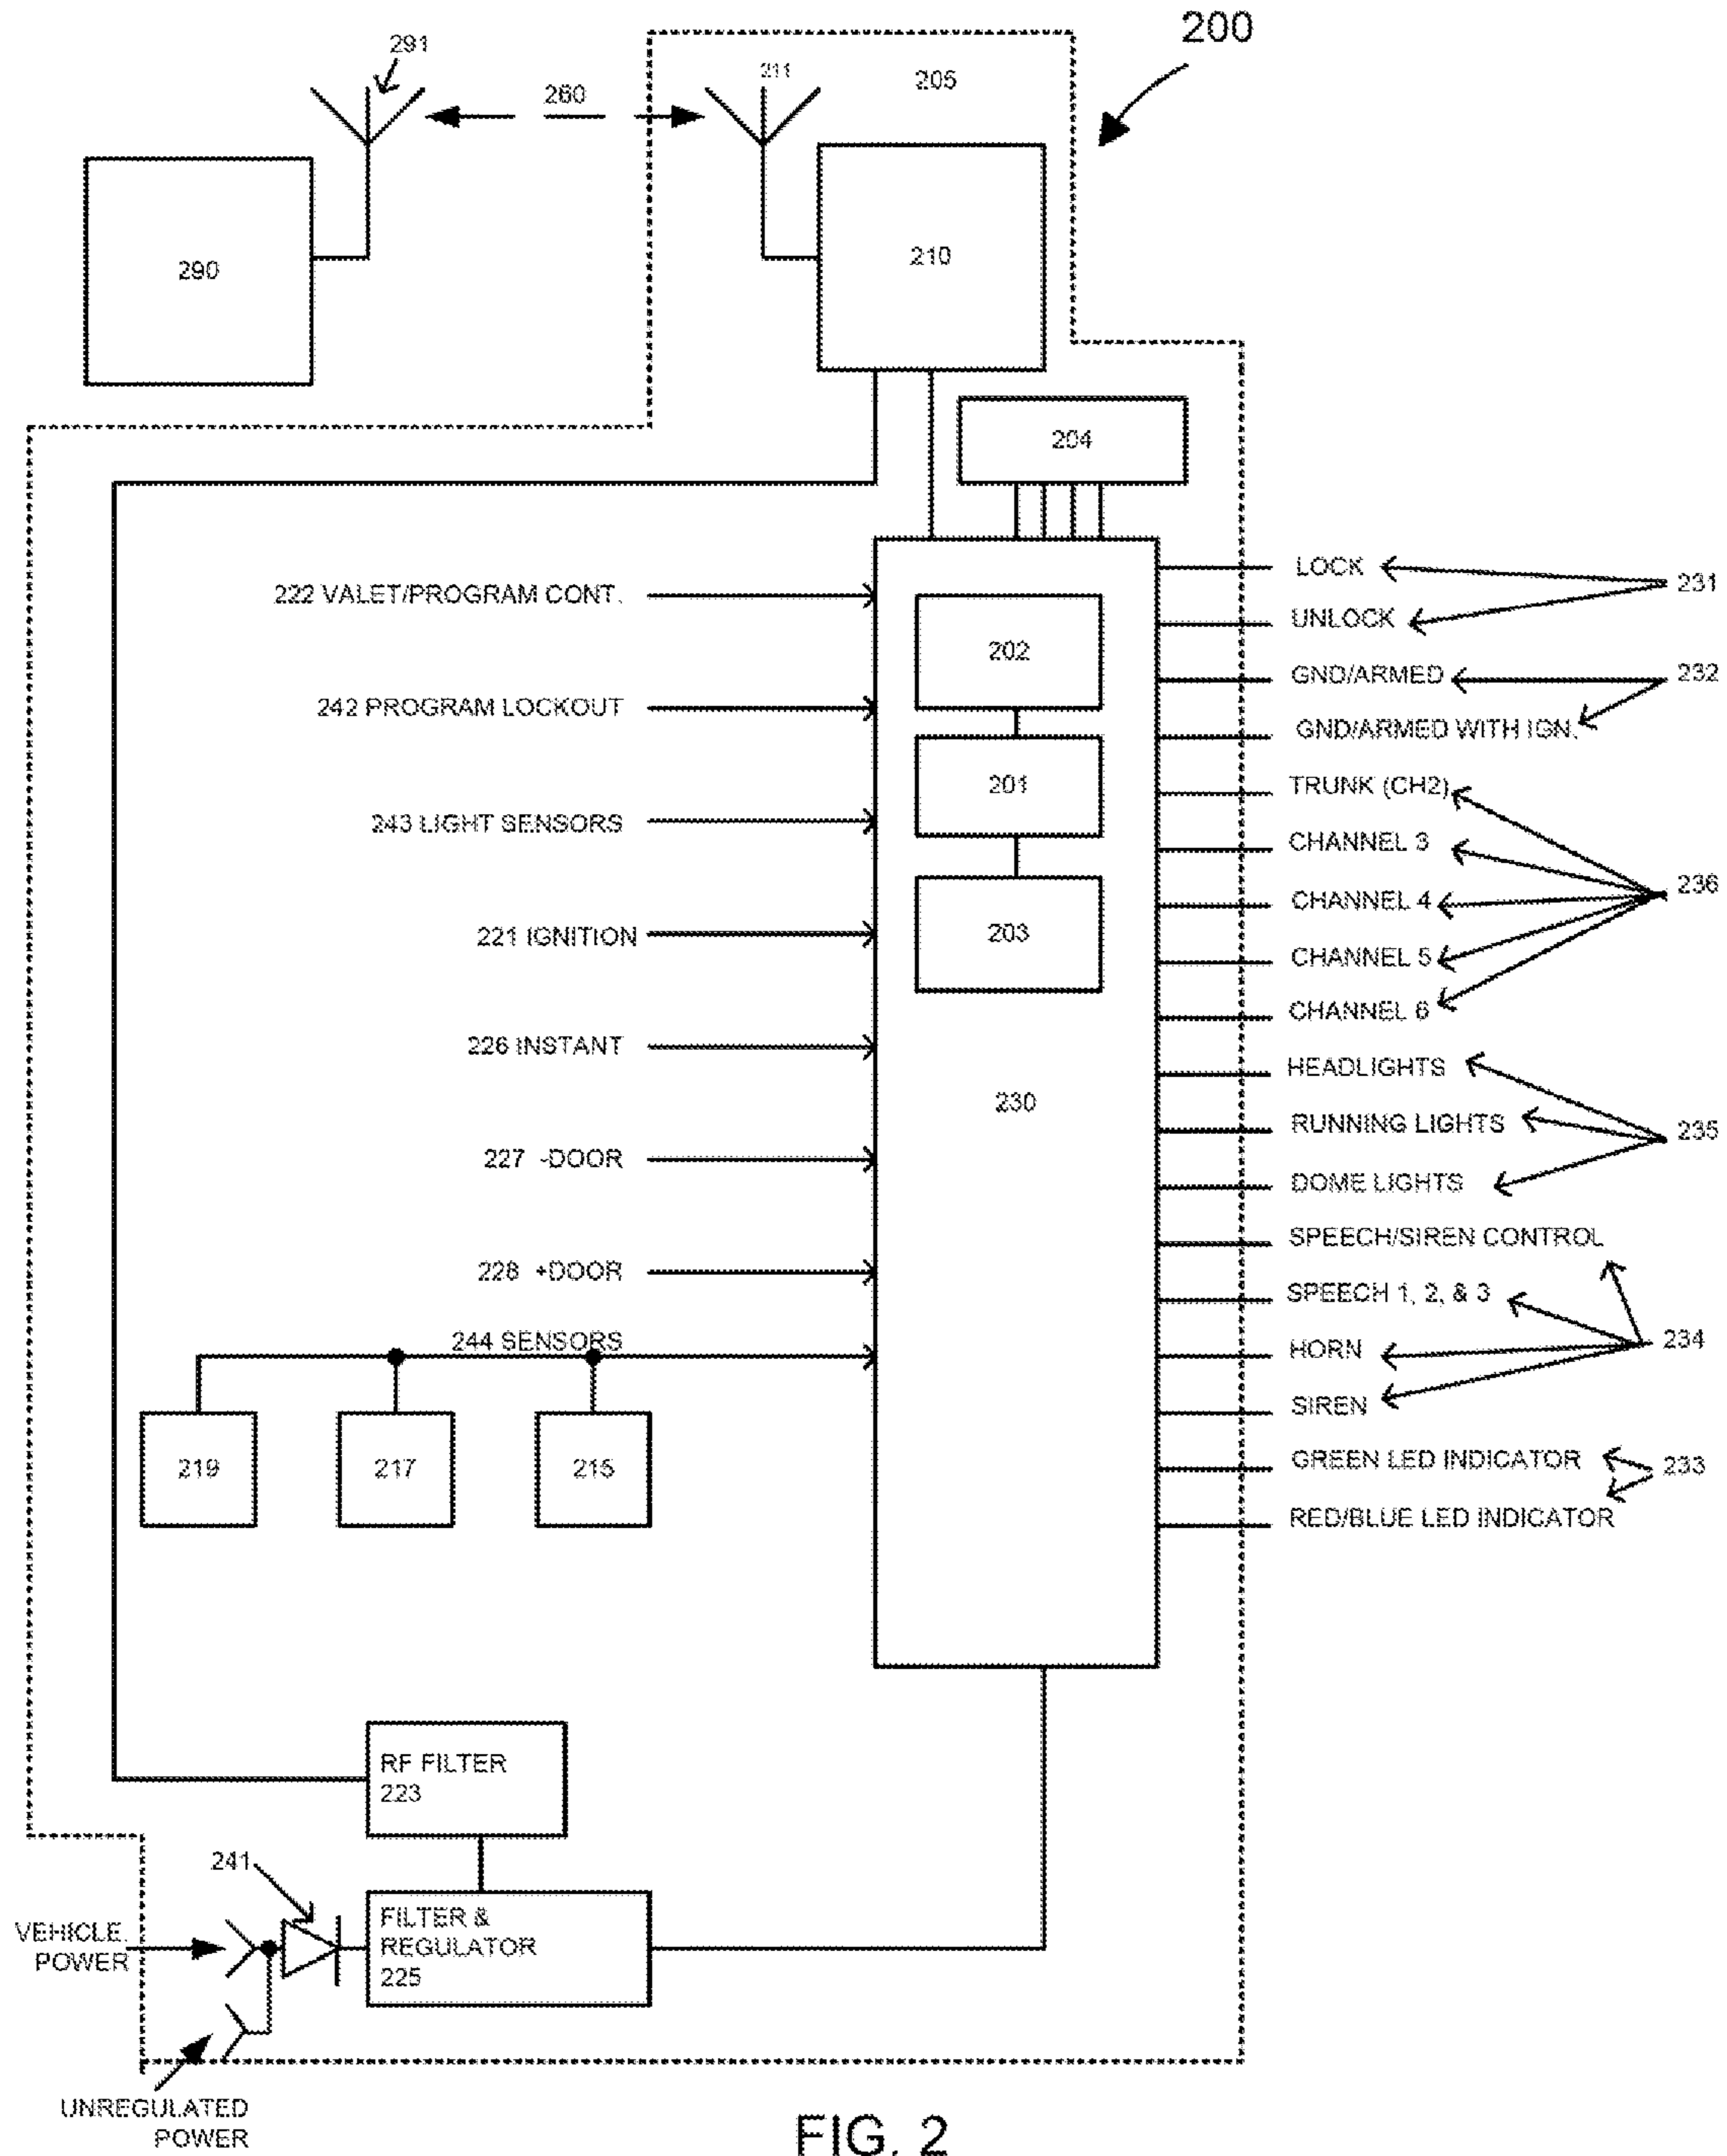 200
291
211
205
260
290
210
204
222 VALET/PROGRAM CONT.
LOCK
231
UNLOCK
202
GND/ARMED
232
242 PROGRAM LOCKOUT
GND/ARMED WITH IGN.
201
TRUNK (CH2)
243 LIGHT SENSORS
CHANNEL 3
236
CHANNEL 4
221 IGNITION
203
CHANNEL 5
CHANNEL 6
226 INSTANT
HEADLIGHTS
230
RUNNING LIGHTS
235
227 -DOOR
DOME LIGHTS
SPEECH/SIREN CONTROL
228 +DOOR
SPEECH 1, 2, & 3
244 SENSORS
HORN
234
SIREN
219
217
215
GREEN LED INDICATOR
233
RED/BLUE LED INDICATOR
RF FILTER
223
241
FILTER &
REGULATOR
225
VEHICLE.
POWER
UNREGULATED
POWER
FIG. 2